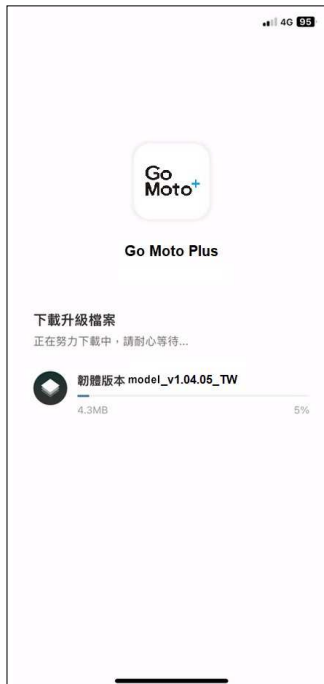 4G 95
Go
Moto+
Go Moto Plus
下載升級檔案
正在努力下載中，請耐心等待...
韌體版本 model_v1.04.05_TW
4.3MB 5%